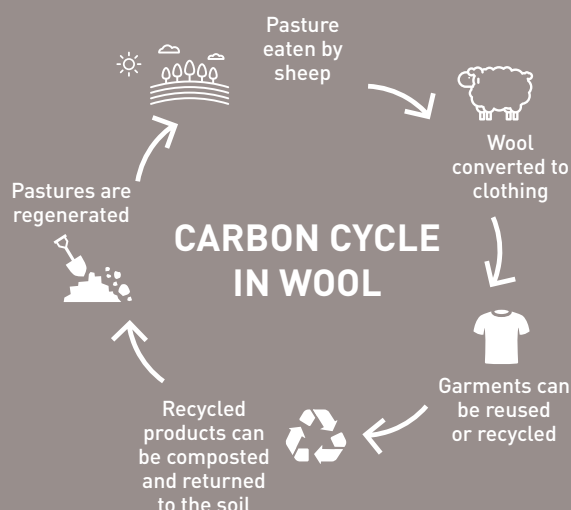 Pasture
eaten by
sheep
Wool
converted to
clothing
Garments can
be reused
or recycled
Recycled
products can
be composted
and returned
to the soil
Pastures are
regenerated
CARBON CYCLE
IN WOOL